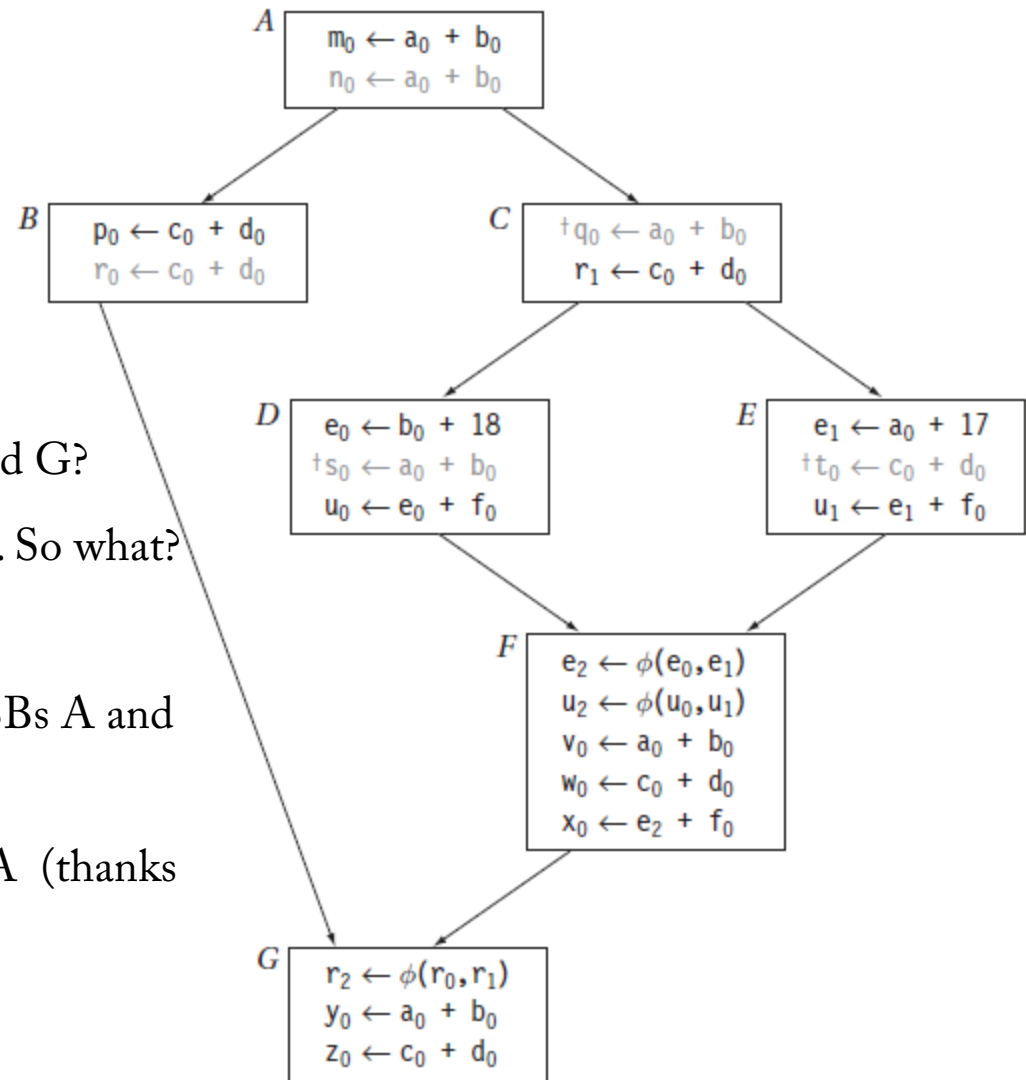 A
m₀ ← a₀ + b₀
n₀ ← a₀ + b₀
B
p₀ ← c₀ + d₀
r₀ ← c₀ + d₀
C
†q₀ ← a₀ + b₀
r₁ ← c₀ + d₀
D
e₀ ← b₀ + 18
†s₀ ← a₀ + b₀
u₀ ← e₀ + f₀
E
e₁ ← a₀ + 17
†t₀ ← c₀ + d₀
u₁ ← e₁ + f₀
d G?
. So what?
F
e₂ ← ϕ(e₀,e₁)
u₂ ← ϕ(u₀,u₁)
v₀ ← a₀ + b₀
w₀ ← c₀ + d₀
x₀ ← e₂ + f₀
Bs A and
A (thanks
G
r₂ ← ϕ(r₀,r₁)
y₀ ← a₀ + b₀
z₀ ← c₀ + d₀